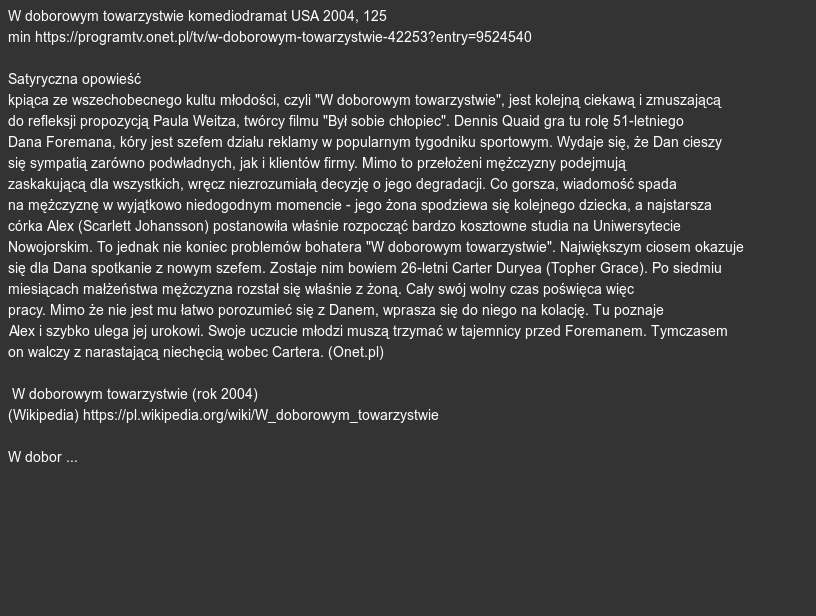 W doborowym towarzystwie komediodramat USA 2004, 125
min https://programtv.onet.pl/tv/w-doborowym-towarzystwie-42253?entry=9524540
Satyryczna opowieść
kpiąca ze wszechobecnego kultu młodości, czyli "W doborowym towarzystwie", jest kolejną ciekawą i zmuszającą
do refleksji propozycją Paula Weitza, twórcy filmu "Był sobie chłopiec". Dennis Quaid gra tu rolę 51-letniego
Dana Foremana, kóry jest szefem działu reklamy w popularnym tygodniku sportowym. Wydaje się, że Dan cieszy
się sympatią zarówno podwładnych, jak i klientów firmy. Mimo to przełożeni mężczyzny podejmują
zaskakującą dla wszystkich, wręcz niezrozumiałą decyzję o jego degradacji. Co gorsza, wiadomość spada
na mężczyznę w wyjątkowo niedogodnym momencie - jego żona spodziewa się kolejnego dziecka, a najstarsza
córka Alex (Scarlett Johansson) postanowiła właśnie rozpocząć bardzo kosztowne studia na Uniwersytecie
Nowojorskim. To jednak nie koniec problemów bohatera "W doborowym towarzystwie". Największym ciosem okazuje
się dla Dana spotkanie z nowym szefem. Zostaje nim bowiem 26-letni Carter Duryea (Topher Grace). Po siedmiu
miesiącach małżeństwa mężczyzna rozstał się właśnie z żoną. Cały swój wolny czas poświęca więc
pracy. Mimo że nie jest mu łatwo porozumieć się z Danem, wprasza się do niego na kolację. Tu poznaje
Alex i szybko ulega jej urokowi. Swoje uczucie młodzi muszą trzymać w tajemnicy przed Foremanem. Tymczasem
on walczy z narastającą niechęcią wobec Cartera. (Onet.pl)
W doborowym towarzystwie (rok 2004)
(Wikipedia) https://pl.wikipedia.org/wiki/W_doborowym_towarzystwie
W dobor ...